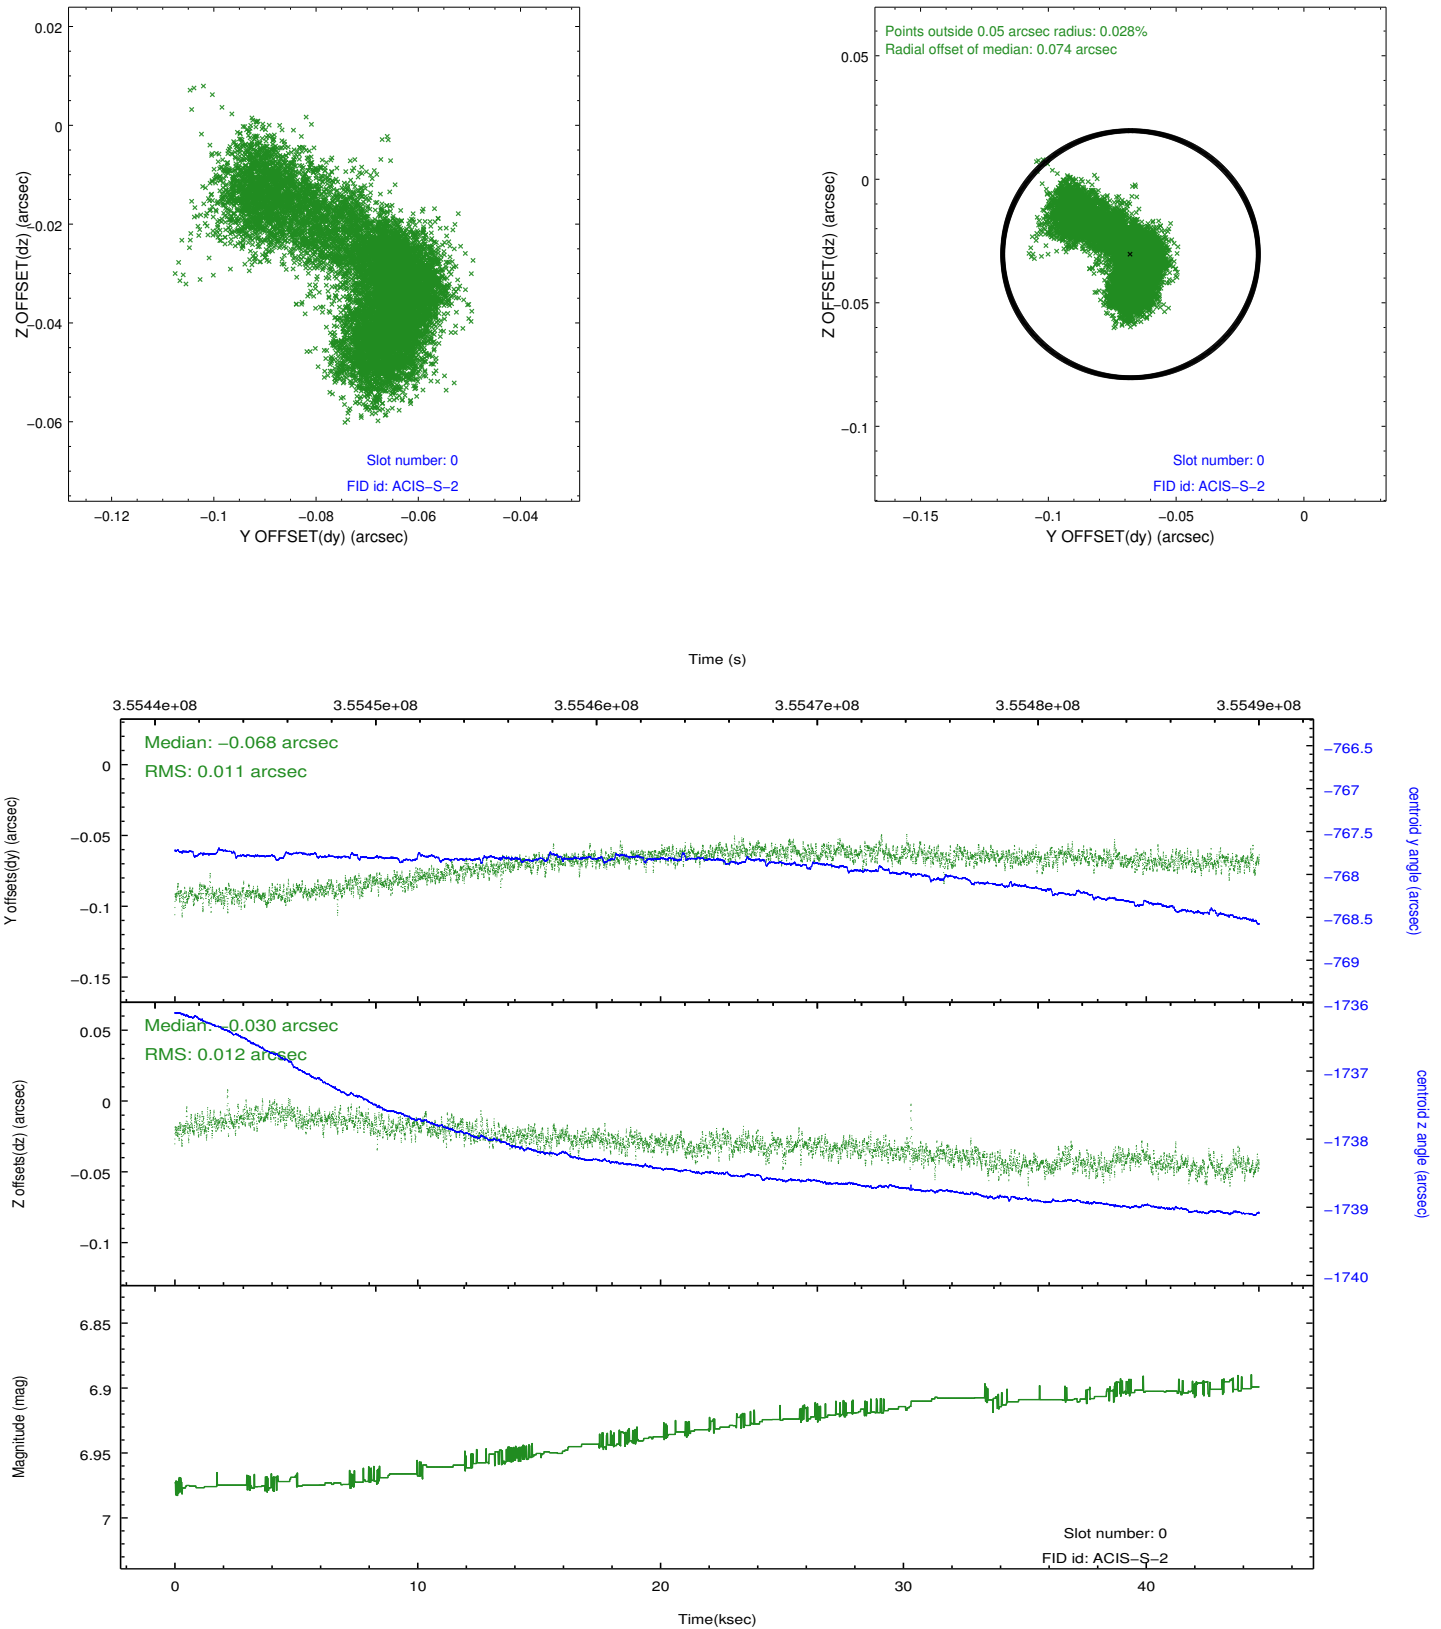 0.02
0
−0.02
−0.04
−0.06
Z OFFSET(dz) (arcsec)
Slot number: 0
FID id: ACIS−S−2
−0.12
−0.1
−0.08
−0.06
−0.04
Y OFFSET(dy) (arcsec)
Points outside 0.05 arcsec radius: 0.028%
Radial offset of median: 0.074 arcsec
0.05
0
−0.05
−0.1
Z OFFSET(dz) (arcsec)
Slot number: 0
FID id: ACIS−S−2
−0.15
−0.1
−0.05
0
Y OFFSET(dy) (arcsec)
Time (s)
3.5544e+08
3.5545e+08
3.5546e+08
3.5547e+08
3.5548e+08
3.5549e+08
Median: −0.068 arcsec
RMS: 0.011 arcsec
0
−0.05
−0.1
−0.15
Y offsets(dy) (arcsec)
−766.5
−767
−767.5
−768
−768.5
−769
centroid y angle (arcsec)
Median: −0.030 arcsec
RMS: 0.012 arcsec
0.05
0
−0.05
−0.1
Z offsets(dz) (arcsec)
−1736
−1737
−1738
−1739
−1740
centroid z angle (arcsec)
6.85
6.9
6.95
7
Magnitude (mag)
Slot number: 0
FID id: ACIS−S−2
0
10
20
30
40
Time(ksec)